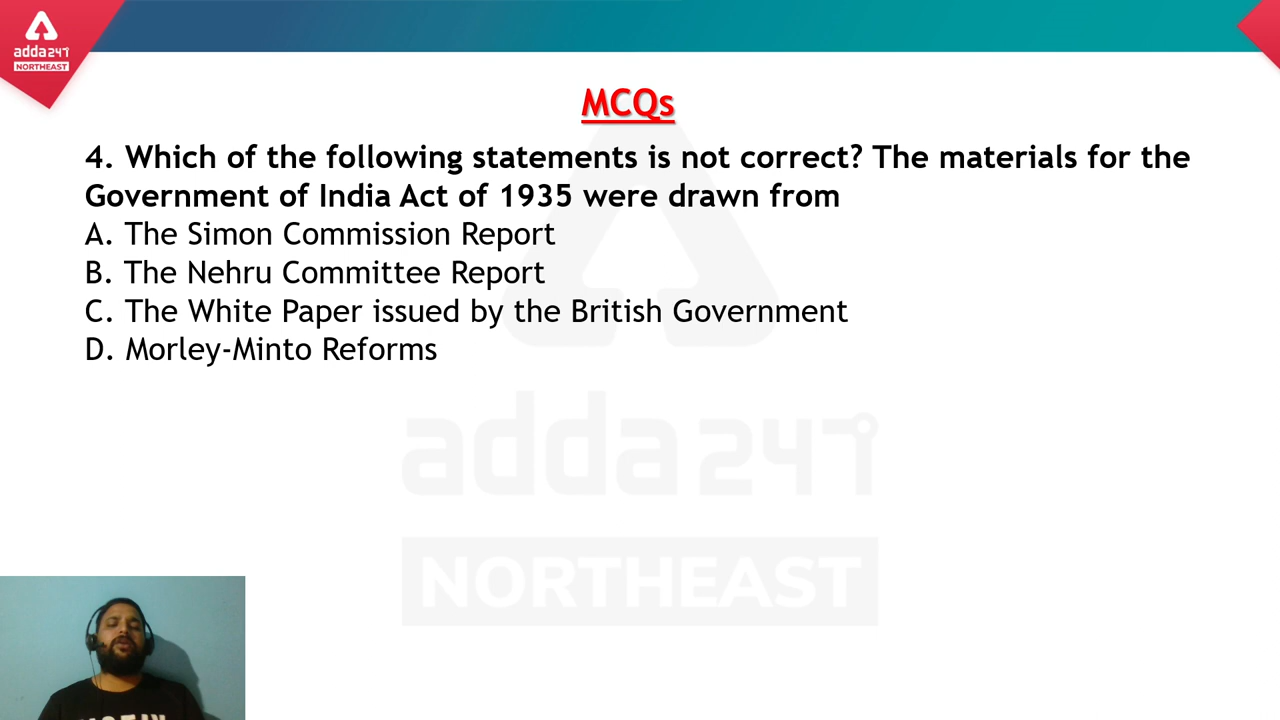 adda247
NORTHEAST
MCQs
4. Which of the following statements is not correct? The materials for the
Government of India Act of 1935 were drawn from
A. The Simon Commission Report
B. The Nehru Committee Report
C. The White Paper issued by the British Government
D. Morley-Minto Reforms
adda247
NORTHEAST